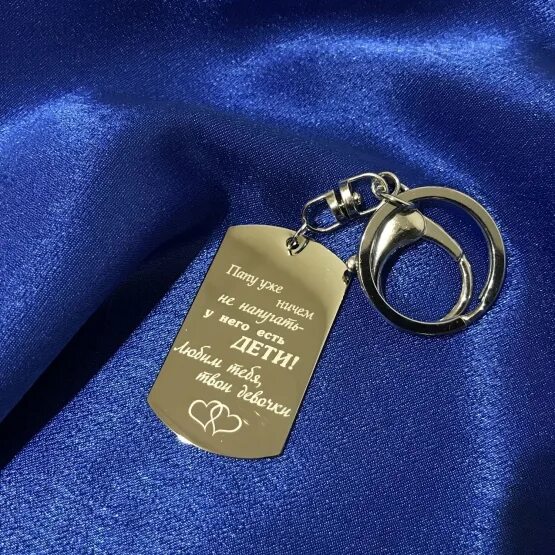 Папу уже
ничем
не напугать-
у него есть
ДЕТИ!
Любим тебя,
твои девочки